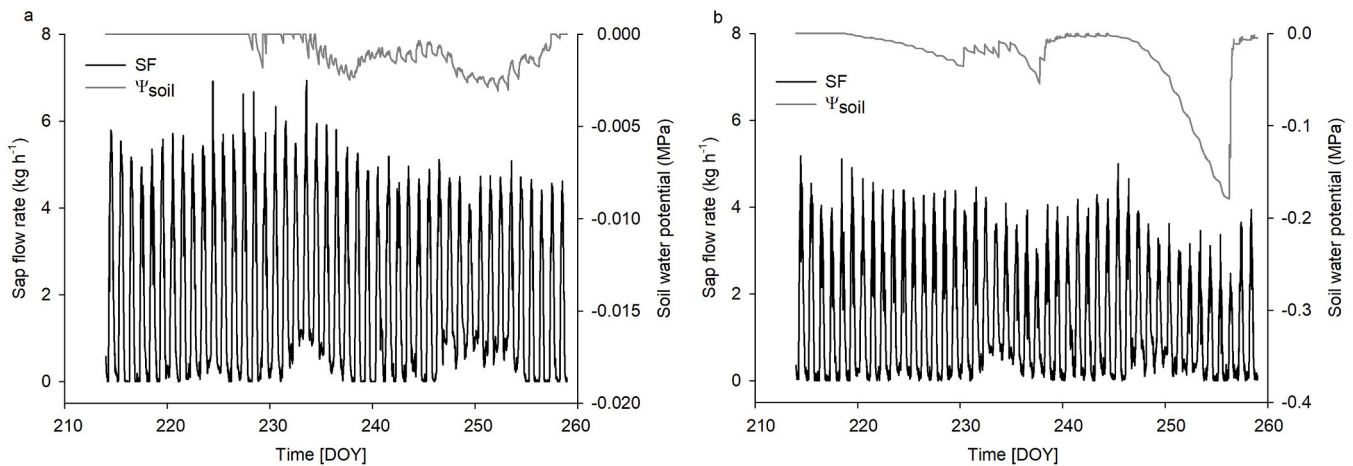 a
8
6
4
2
0
Sap flow rate (kg h⁻¹)
SF
Ψsoil
0.000
-0.005
-0.010
-0.015
-0.020
Soil water potential (MPa)
210
220
230
240
250
260
Time [DOY]
b
8
6
4
2
0
Sap flow rate (kg h⁻¹)
SF
Ψsoil
0.0
-0.1
-0.2
-0.3
-0.4
Soil water potential (MPa)
210
220
230
240
250
260
Time [DOY]